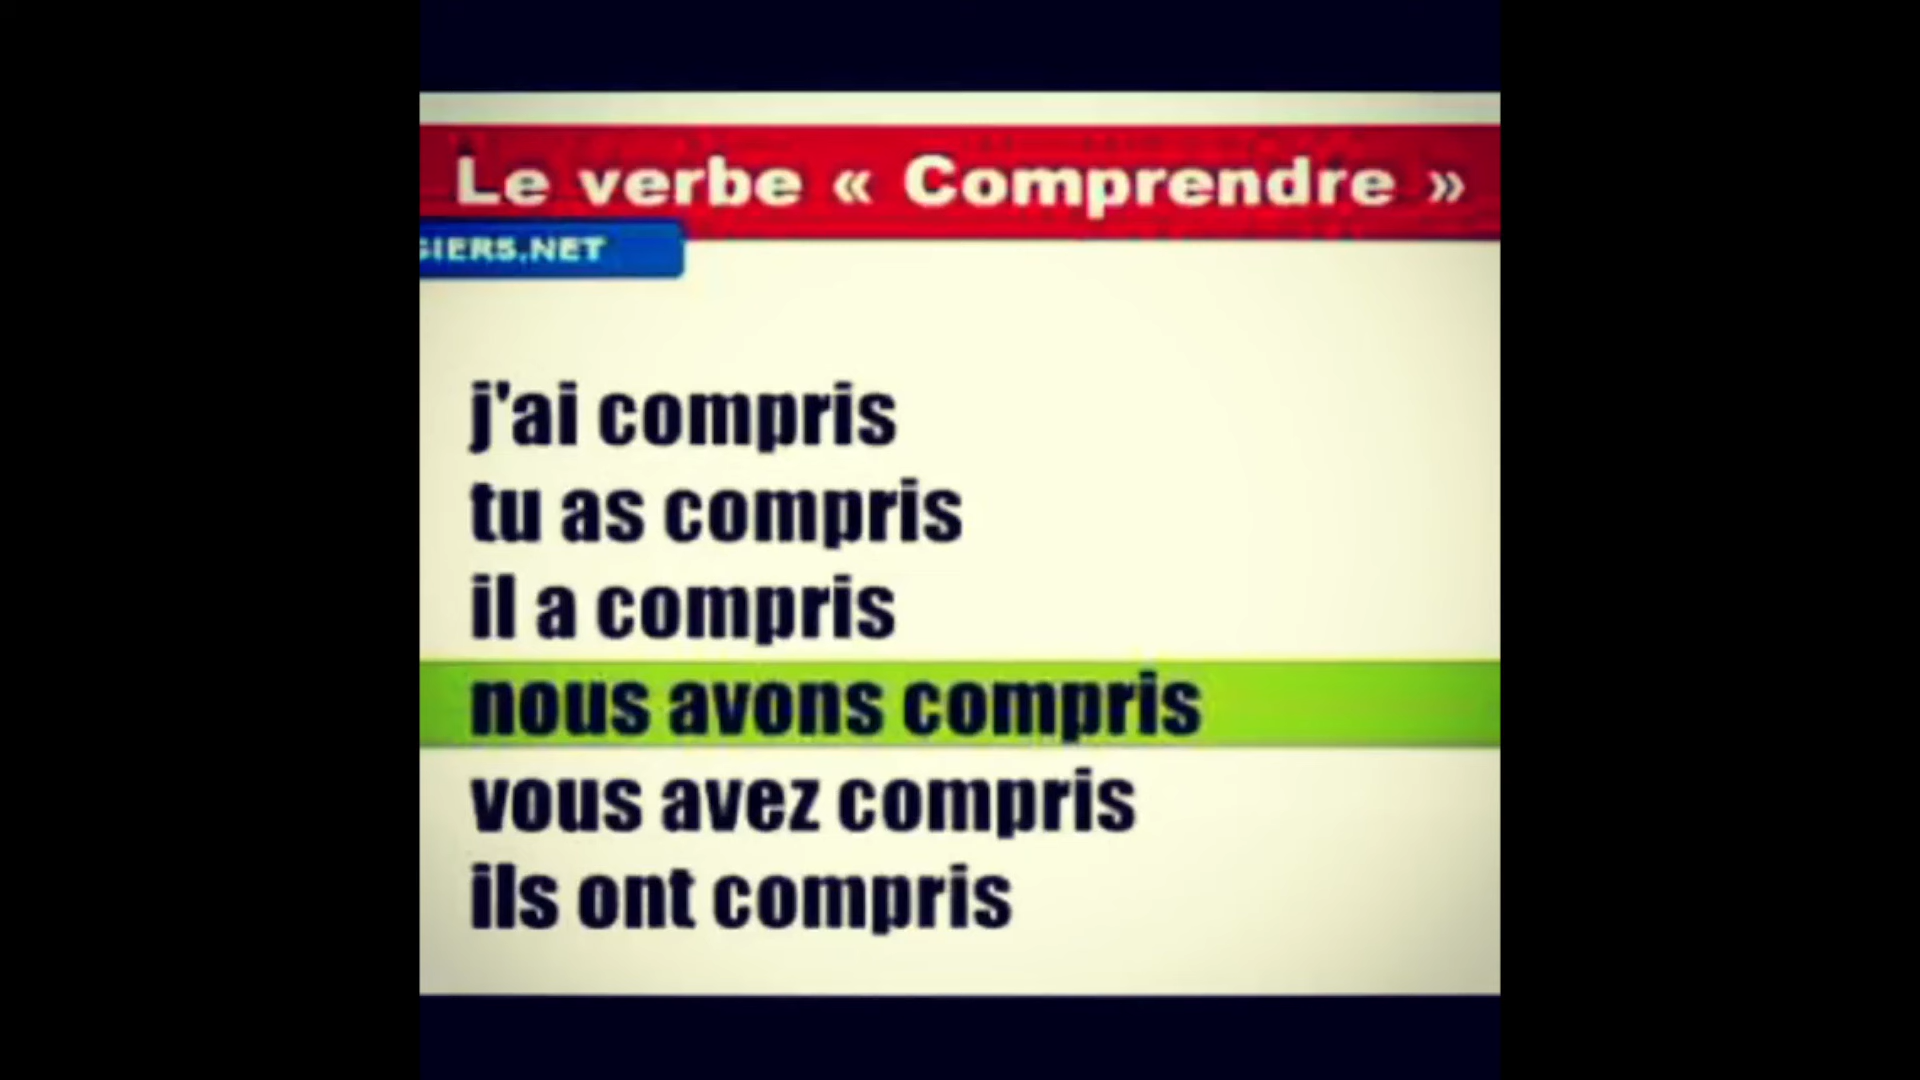 Le verbe « Comprendre »
SIERS.NET
j'ai compris
tu as compris
il a compris
nous avons compris
vous avez compris
ils ont compris